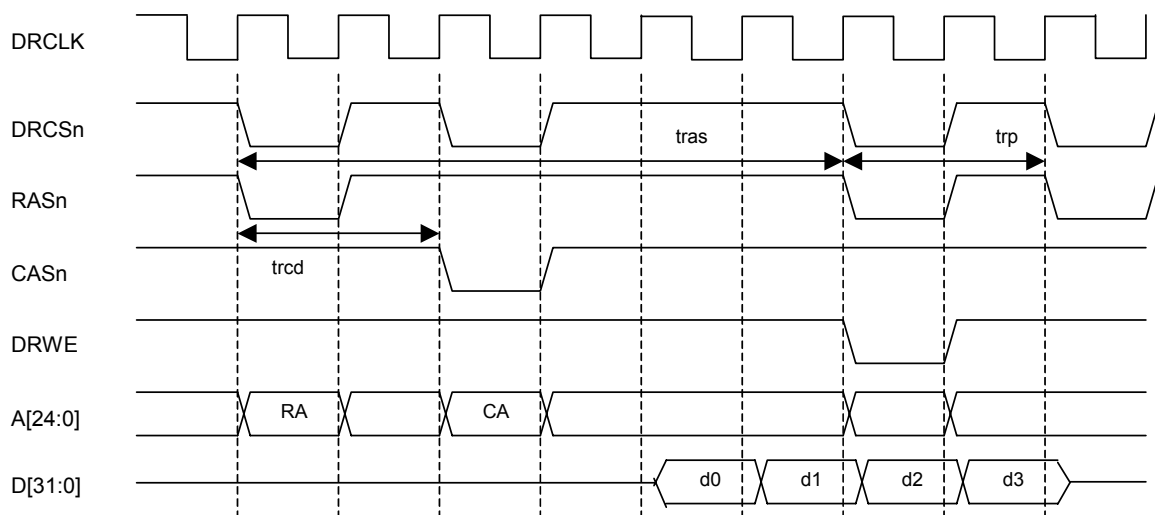 DRCLK
DRCSn
tras
trp
RASn
trcd
CASn
DRWE
A[24:0]
RA
CA
D[31:0]
d0
d1
d2
d3